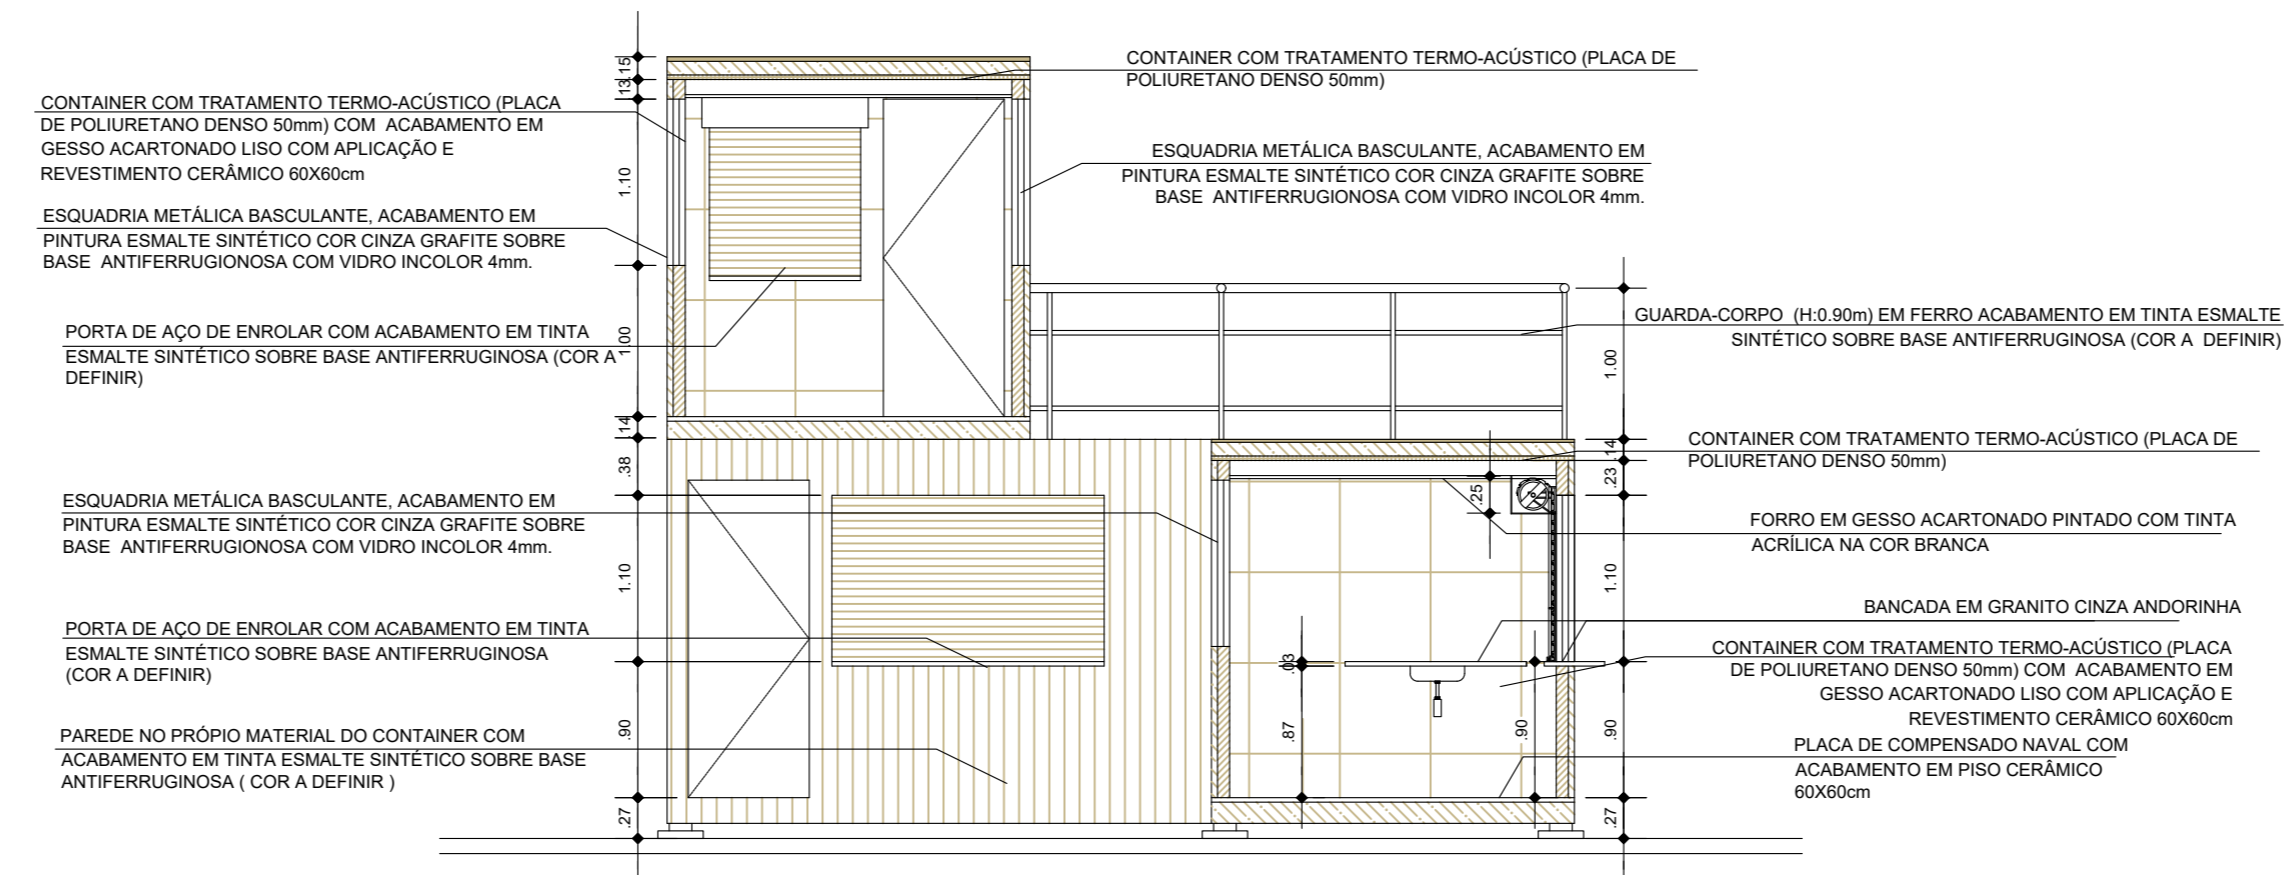 CONTAINER COM TRATAMENTO TERMO-ACÚSTICO (PLACA
DE POLIURETANO DENSO 50mm) COM ACABAMENTO EM
GESSO ACARTONADO LISO COM APLICAÇÃO E
REVESTIMENTO CERÂMICO 60X60cm
ESQUADRIA METÁLICA BASCULANTE, ACABAMENTO EM
PINTURA ESMALTE SINTÉTICO COR CINZA GRAFITE SOBRE
BASE ANTIFERRUGIONOSA COM VIDRO INCOLOR 4mm.
PORTA DE AÇO DE ENROLAR COM ACABAMENTO EM TINTA
ESMALTE SINTÉTICO SOBRE BASE ANTIFERRUGINOSA (COR A
DEFINIR)
ESQUADRIA METÁLICA BASCULANTE, ACABAMENTO EM
PINTURA ESMALTE SINTÉTICO COR CINZA GRAFITE SOBRE
BASE ANTIFERRUGIONOSA COM VIDRO INCOLOR 4mm.
PORTA DE AÇO DE ENROLAR COM ACABAMENTO EM TINTA
ESMALTE SINTÉTICO SOBRE BASE ANTIFERRUGINOSA
(COR A DEFINIR)
PAREDE NO PRÓPIO MATERIAL DO CONTAINER COM
ACABAMENTO EM TINTA ESMALTE SINTÉTICO SOBRE BASE
ANTIFERRUGINOSA ( COR A DEFINIR )
.15
.13
1.10
1.00
.14
.38
1.10
.90
.27
CONTAINER COM TRATAMENTO TERMO-ACÚSTICO (PLACA DE
POLIURETANO DENSO 50mm)
ESQUADRIA METÁLICA BASCULANTE, ACABAMENTO EM
PINTURA ESMALTE SINTÉTICO COR CINZA GRAFITE SOBRE
BASE ANTIFERRUGIONOSA COM VIDRO INCOLOR 4mm.
.25
.03
.87
.90
1.00
.14
.23
1.10
.90
.27
GUARDA-CORPO (H:0.90m) EM FERRO ACABAMENTO EM TINTA ESMALTE
SINTÉTICO SOBRE BASE ANTIFERRUGINOSA (COR A DEFINIR)
CONTAINER COM TRATAMENTO TERMO-ACÚSTICO (PLACA DE
POLIURETANO DENSO 50mm)
FORRO EM GESSO ACARTONADO PINTADO COM TINTA
ACRÍLICA NA COR BRANCA
BANCADA EM GRANITO CINZA ANDORINHA
CONTAINER COM TRATAMENTO TERMO-ACÚSTICO (PLACA
DE POLIURETANO DENSO 50mm) COM ACABAMENTO EM
GESSO ACARTONADO LISO COM APLICAÇÃO E
REVESTIMENTO CERÂMICO 60X60cm
PLACA DE COMPENSADO NAVAL COM
ACABAMENTO EM PISO CERÂMICO
60X60cm